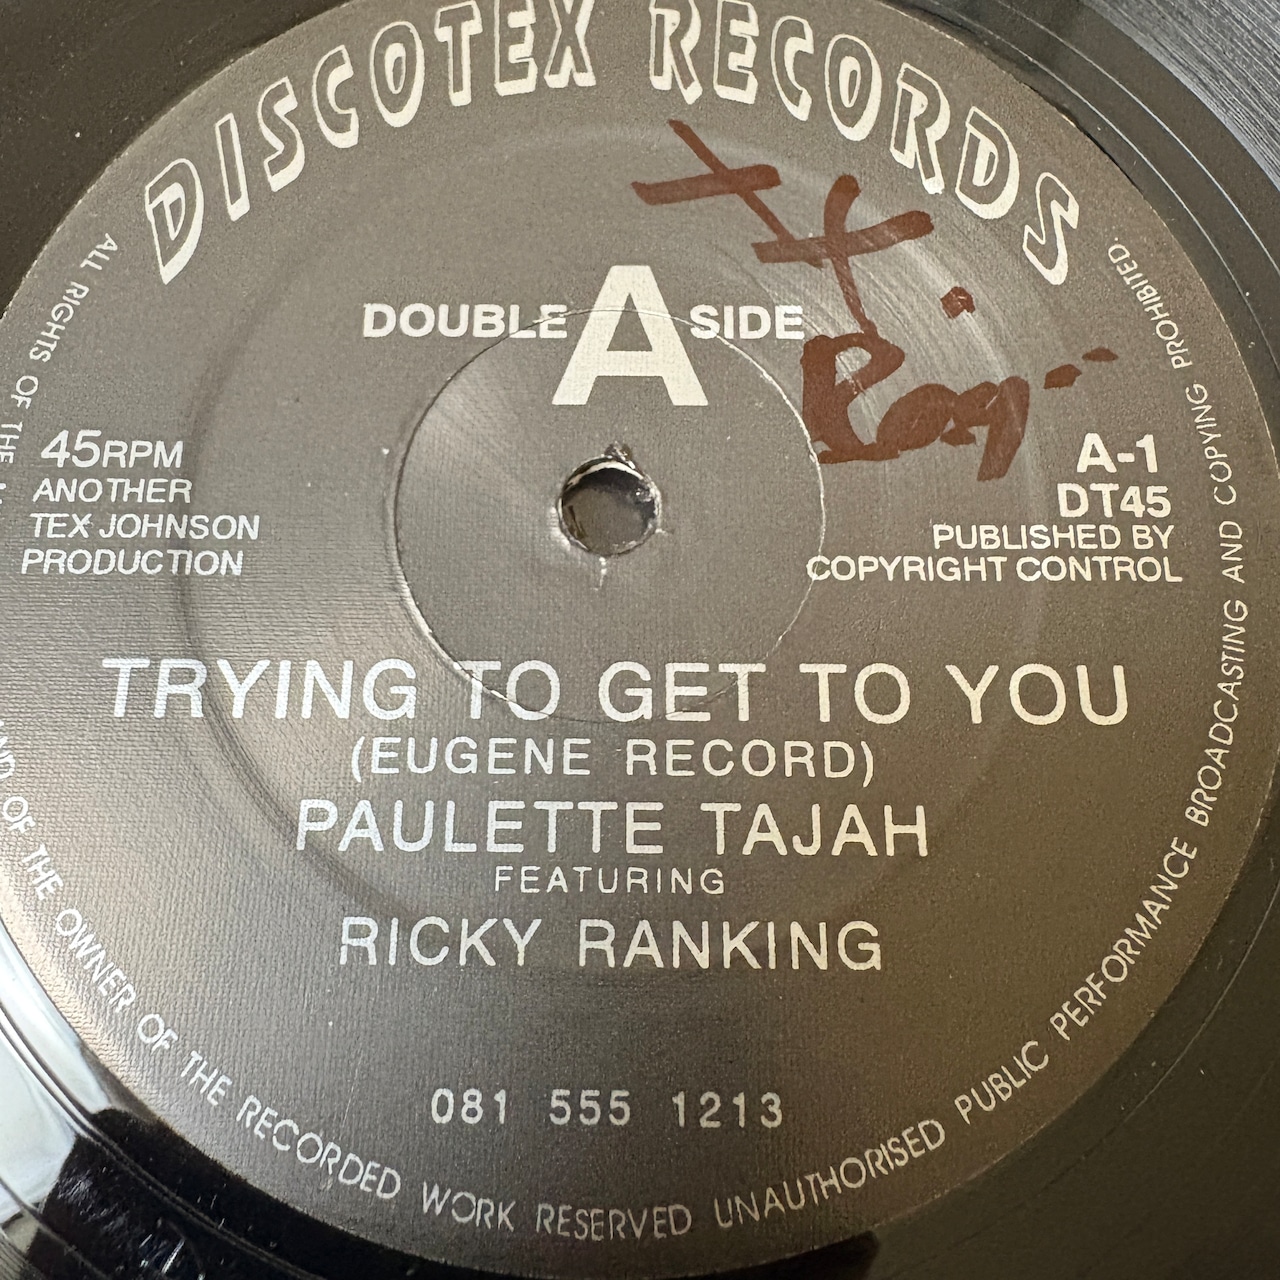 DISCOTEX RECORDS
DOUBLE A SIDE
45RPM
ANOTHER
TEX JOHNSON
PRODUCTION
A-1
DT45
PUBLISHED BY
COPYRIGHT CONTROL
TRYING TO GET TO YOU
(EUGENE RECORD)
PAULETTE TAJAH
FEATURING
RICKY RANKING
081 555 1213
ALL RIGHTS OF THE
AND OF THE OWNER OF THE RECORDED WORK RESERVED UNAUTHORISED PUBLIC PERFORMANCE BROADCASTING AND COPYING PROHIBITED.